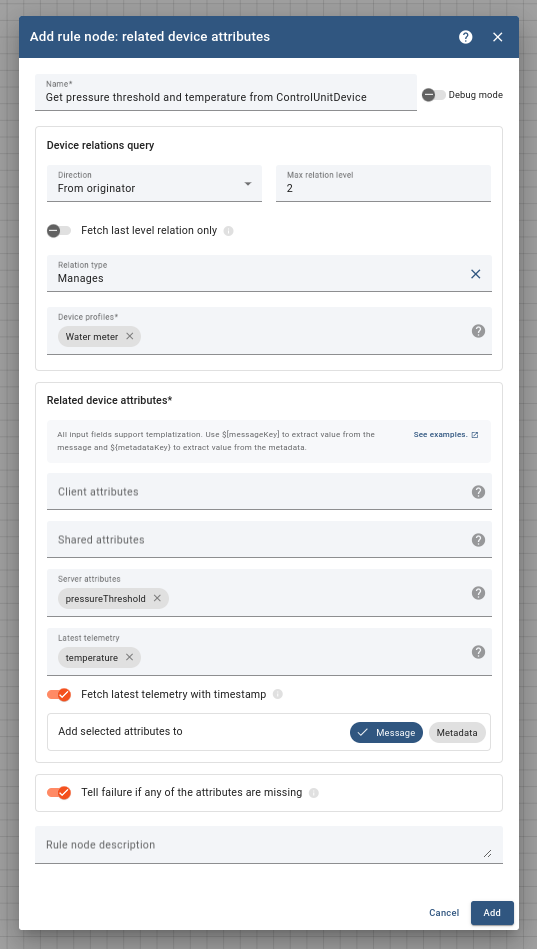 Add rule node: related device attributes
Name*
Get pressure threshold and temperature from ControlUnitDevice
Debug mode
Device relations query
Direction
From originator
Max relation level
2
Fetch last level relation only
Relation type
Manages
Device profiles*
Water meter
Related device attributes*
All input fields support templatization. Use $[messageKey] to extract value from the
message and ${metadataKey} to extract value from the metadata.
See examples.
Client attributes
Shared attributes
Server attributes
pressureThreshold
Latest telemetry
temperature
Fetch latest telemetry with timestamp
Add selected attributes to
Message
Metadata
Tell failure if any of the attributes are missing
Rule node description
Cancel
Add